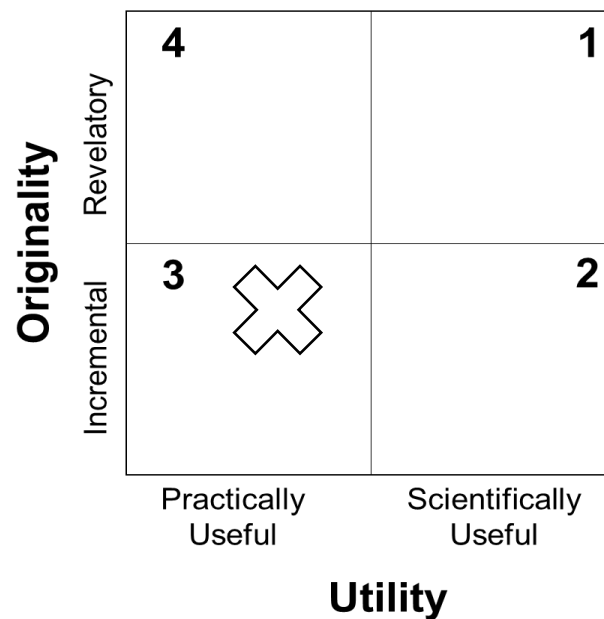 4
1
Revelatory
Originality
3
2
Incremental
Practically
Useful
Scientifically
Useful
Utility